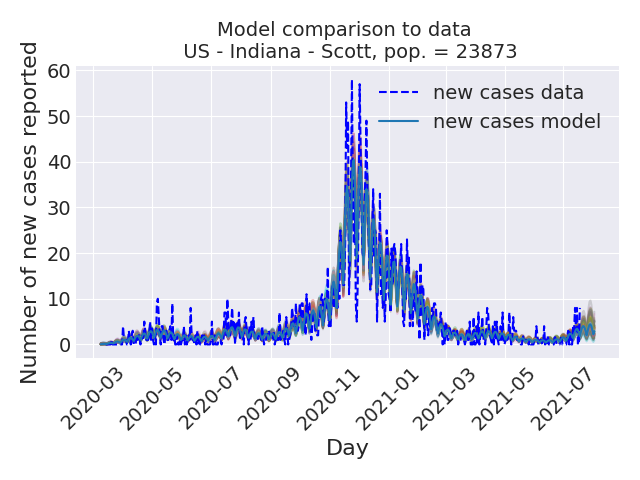 Model comparison to data
US - Indiana - Scott, pop. = 23873
Number of new cases reported
60
50
40
30
20
10
0
new cases data
new cases model
2020-03
2020-05
2020-07
2020-09
2020-11
2021-01
2021-03
2021-05
2021-07
Day